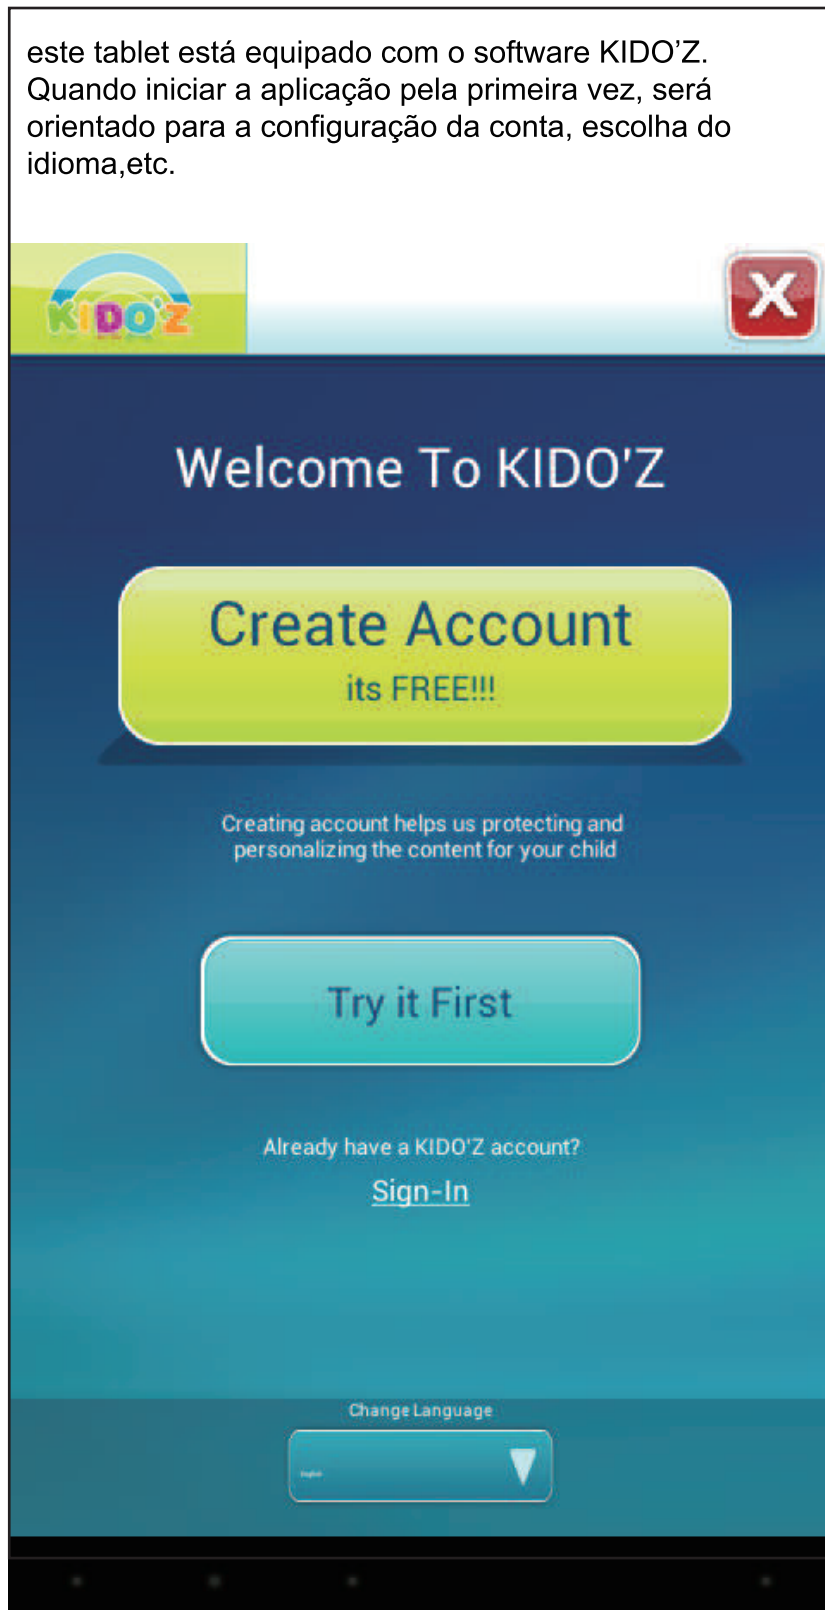 este tablet está equipado com o software KIDO’Z.
Quando iniciar a aplicação pela primeira vez, será
orientado para a configuração da conta, escolha do
idioma,etc.
KIDO'Z
X
Welcome To KIDO'Z
Create Account
its FREE!!!
Creating account helps us protecting and
personalizing the content for your child
Try it First
Already have a KIDO'Z account?
Sign-In
Change Language
English